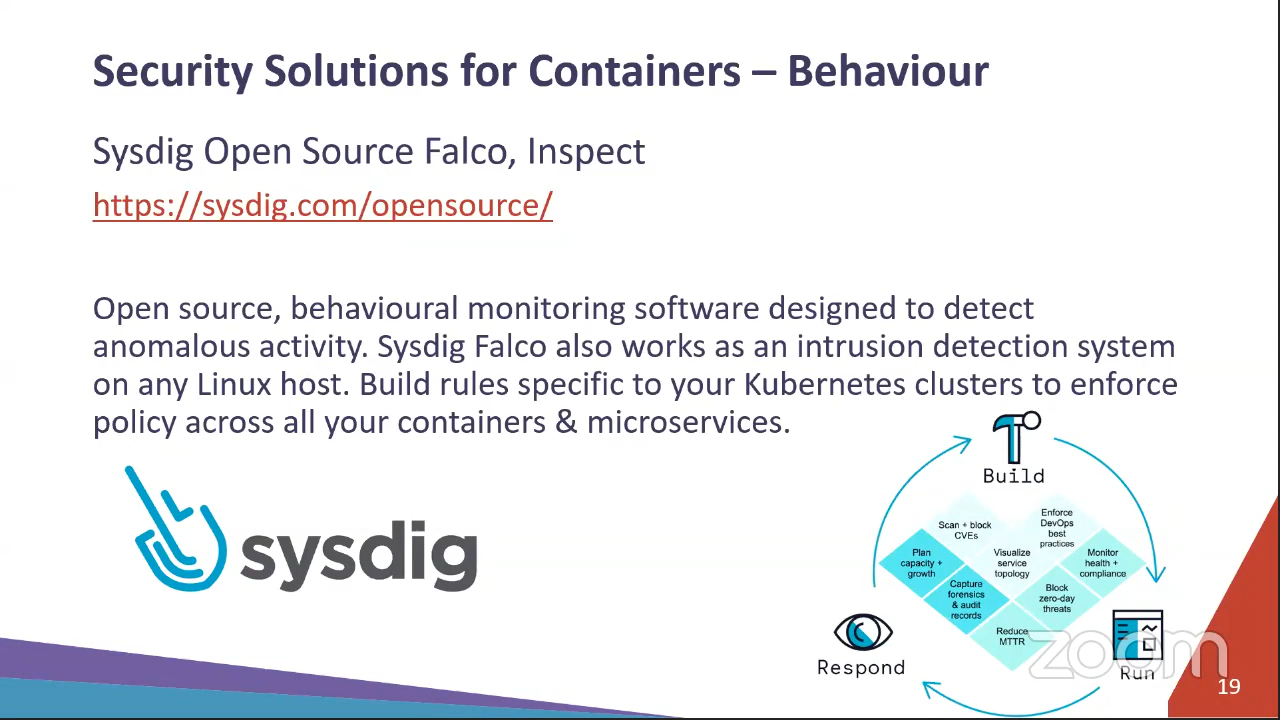 Security Solutions for Containers – Behaviour
Sysdig Open Source Falco, Inspect
https://sysdig.com/opensource/
Open source, behavioural monitoring software designed to detect
anomalous activity. Sysdig Falco also works as an intrusion detection system
on any Linux host. Build rules specific to your Kubernetes clusters to enforce
policy across all your containers & microservices.
sysdig
Build
Scan + block
CVEs
Enforce
DevOps
best
practices
Plan
capacity +
growth
Visualize
service
topology
Monitor
health +
compliance
Capture
forensics
& audit
records
Block
zero-day
threats
Reduce
MTTR
Respond
Run
zoom
19